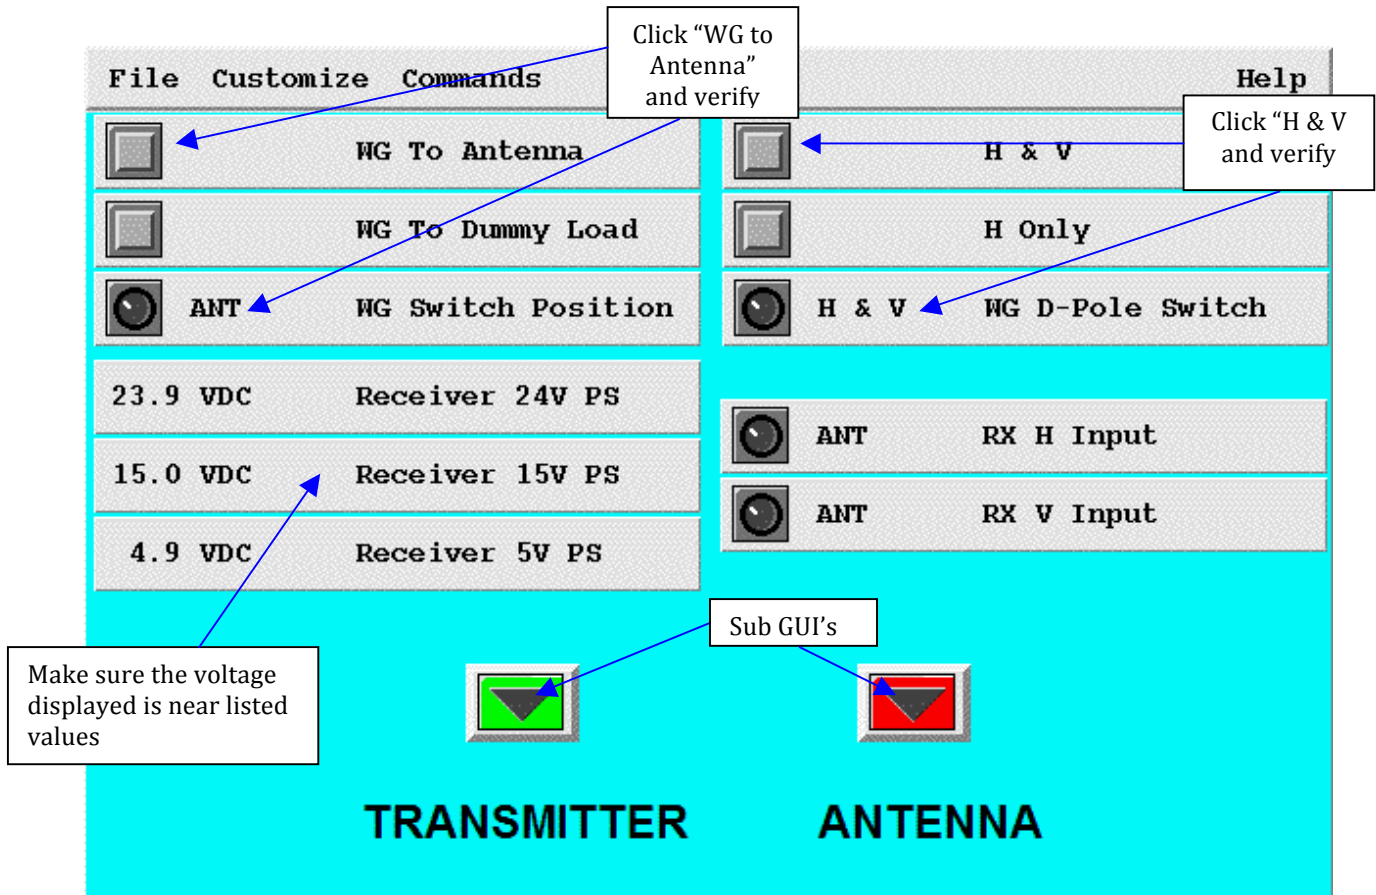 Click “WG to
Antenna”
and verify
File Customize Commands Help
Click “H & V
and verify
WG To Antenna
H & V
WG To Dummy Load
H Only
ANT WG Switch Position
H & V WG D-Pole Switch
23.9 VDC Receiver 24V PS
15.0 VDC Receiver 15V PS
4.9 VDC Receiver 5V PS
ANT RX H Input
ANT RX V Input
Sub GUI’s
Make sure the voltage
displayed is near listed
values
TRANSMITTER
ANTENNA